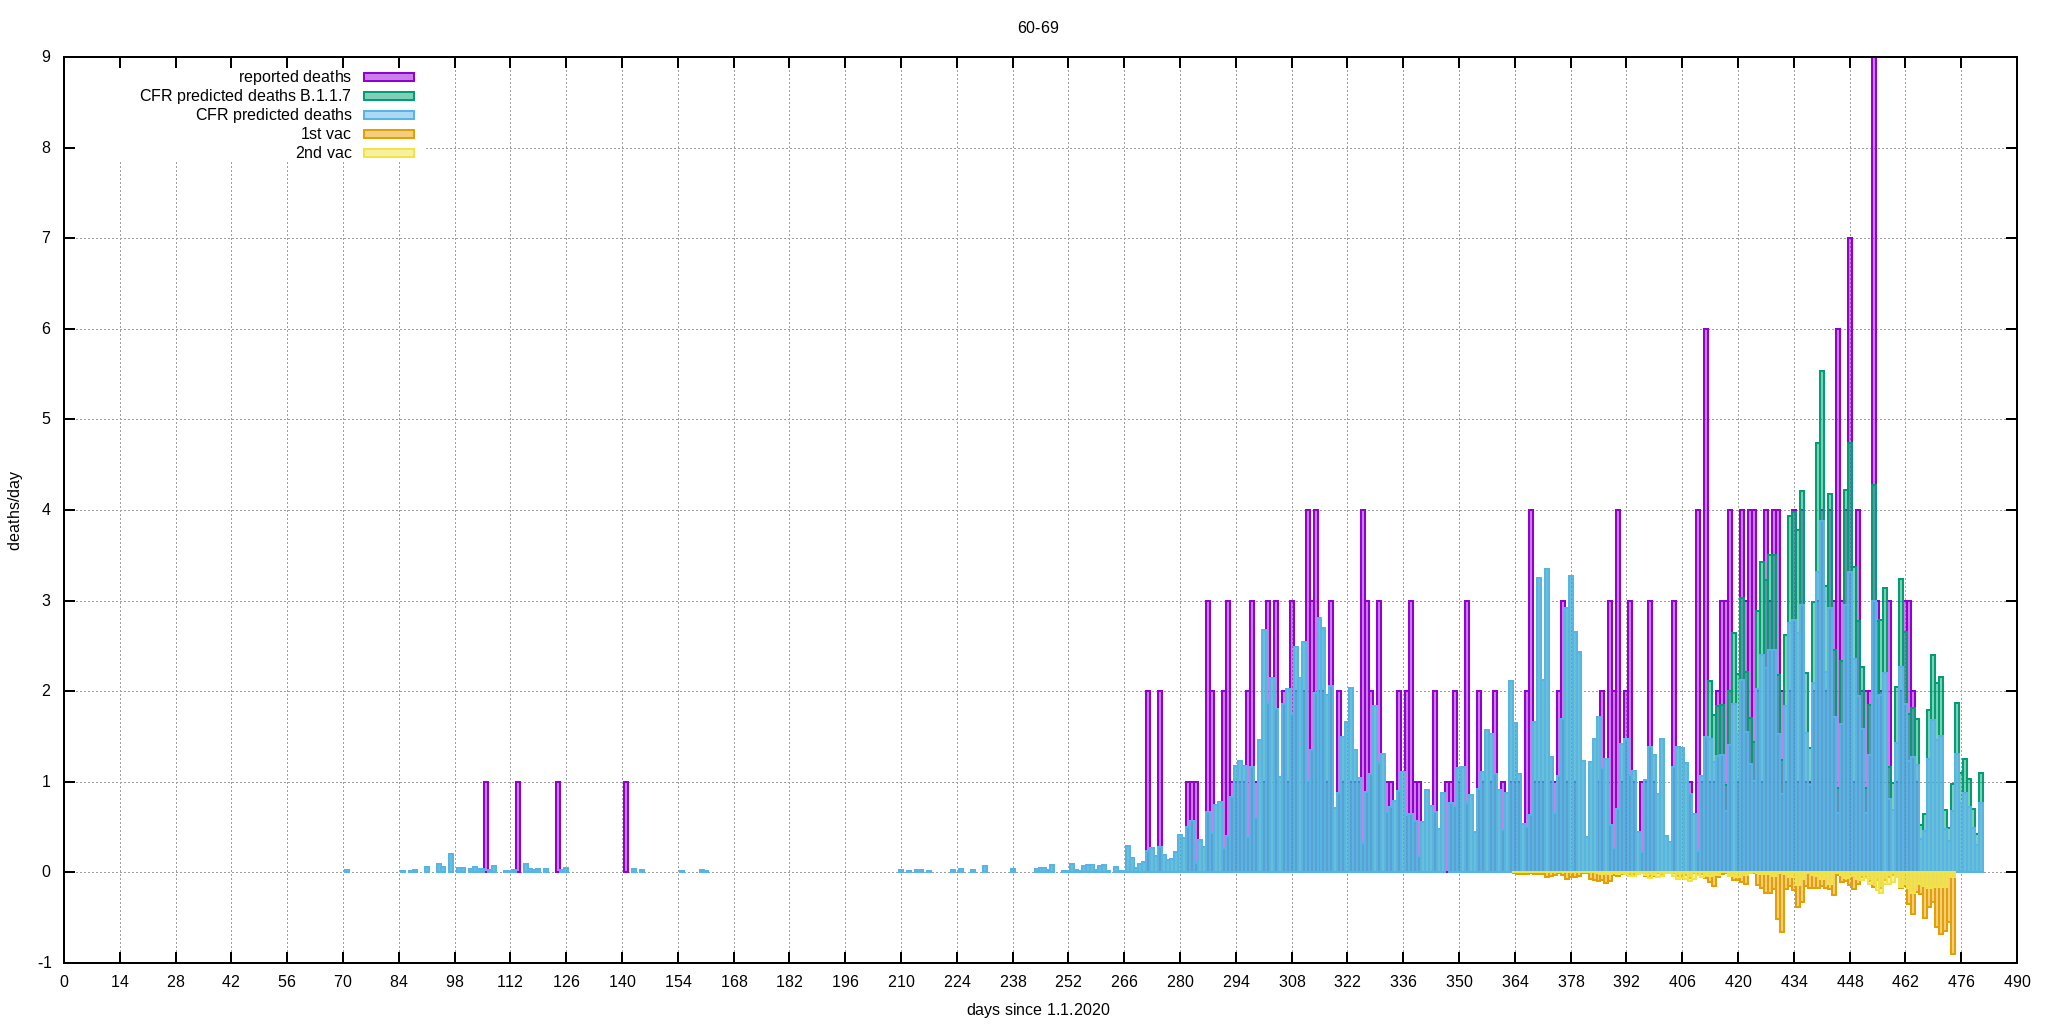 60-69
reported deaths
CFR predicted deaths B.1.1.7
CFR predicted deaths
1st vac
2nd vac
9
8
7
6
5
4
3
2
1
0
-1
deaths/day
0 14 28 42 56 70 84 98 112 126 140 154 168 182 196 210 224 238 252 266 280 294 308 322 336 350 364 378 392 406 420 434 448 462 476 490
days since 1.1.2020